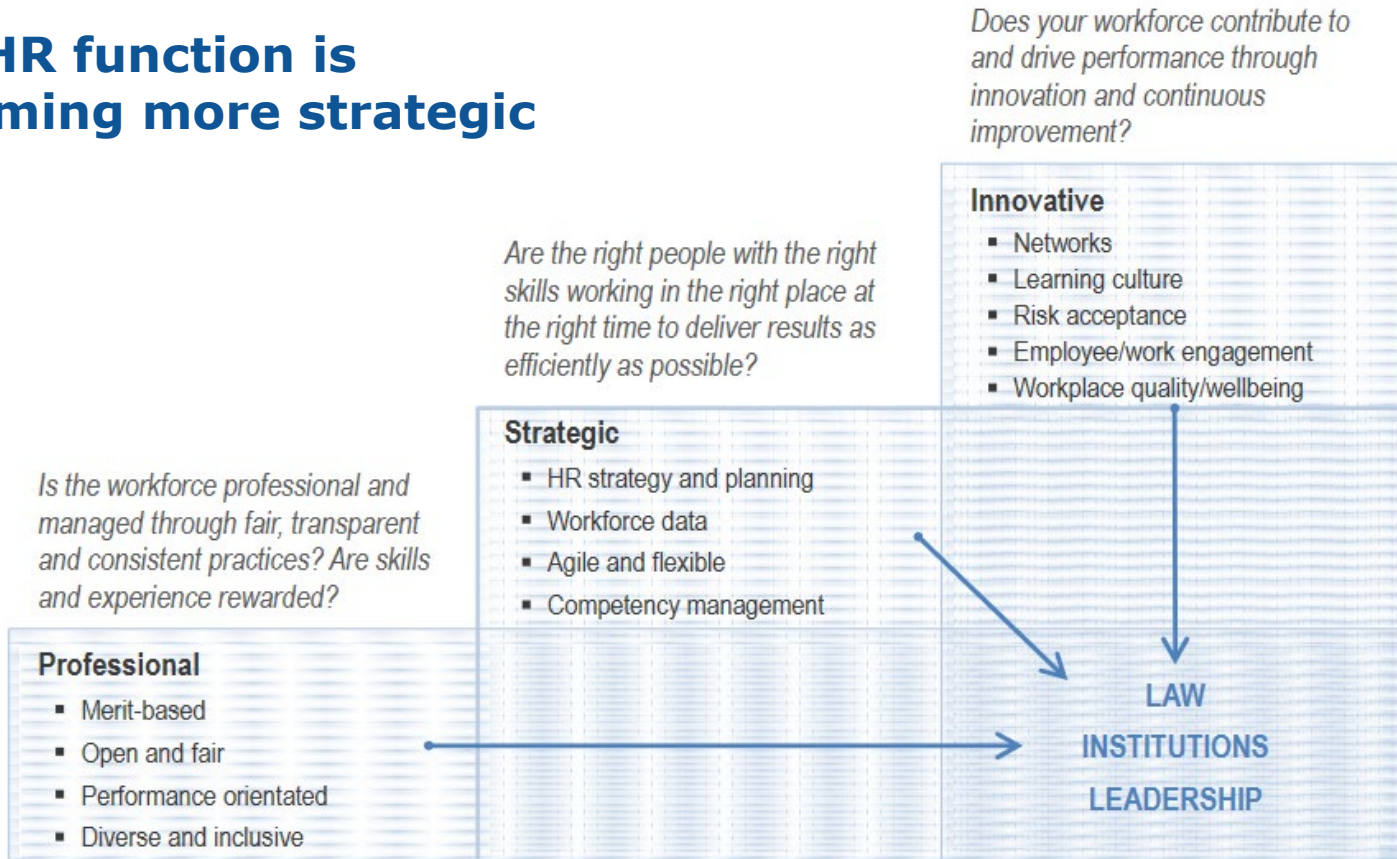 HR function is
ming more strategic
Does your workforce contribute to
and drive performance through
innovation and continuous
improvement?
Innovative
▪ Networks
▪ Learning culture
▪ Risk acceptance
▪ Employee/work engagement
▪ Workplace quality/wellbeing
Are the right people with the right
skills working in the right place at
the right time to deliver results as
efficiently as possible?
Strategic
▪ HR strategy and planning
▪ Workforce data
▪ Agile and flexible
▪ Competency management
Is the workforce professional and
managed through fair, transparent
and consistent practices? Are skills
and experience rewarded?
Professional
▪ Merit-based
▪ Open and fair
▪ Performance orientated
▪ Diverse and inclusive
LAW
INSTITUTIONS
LEADERSHIP